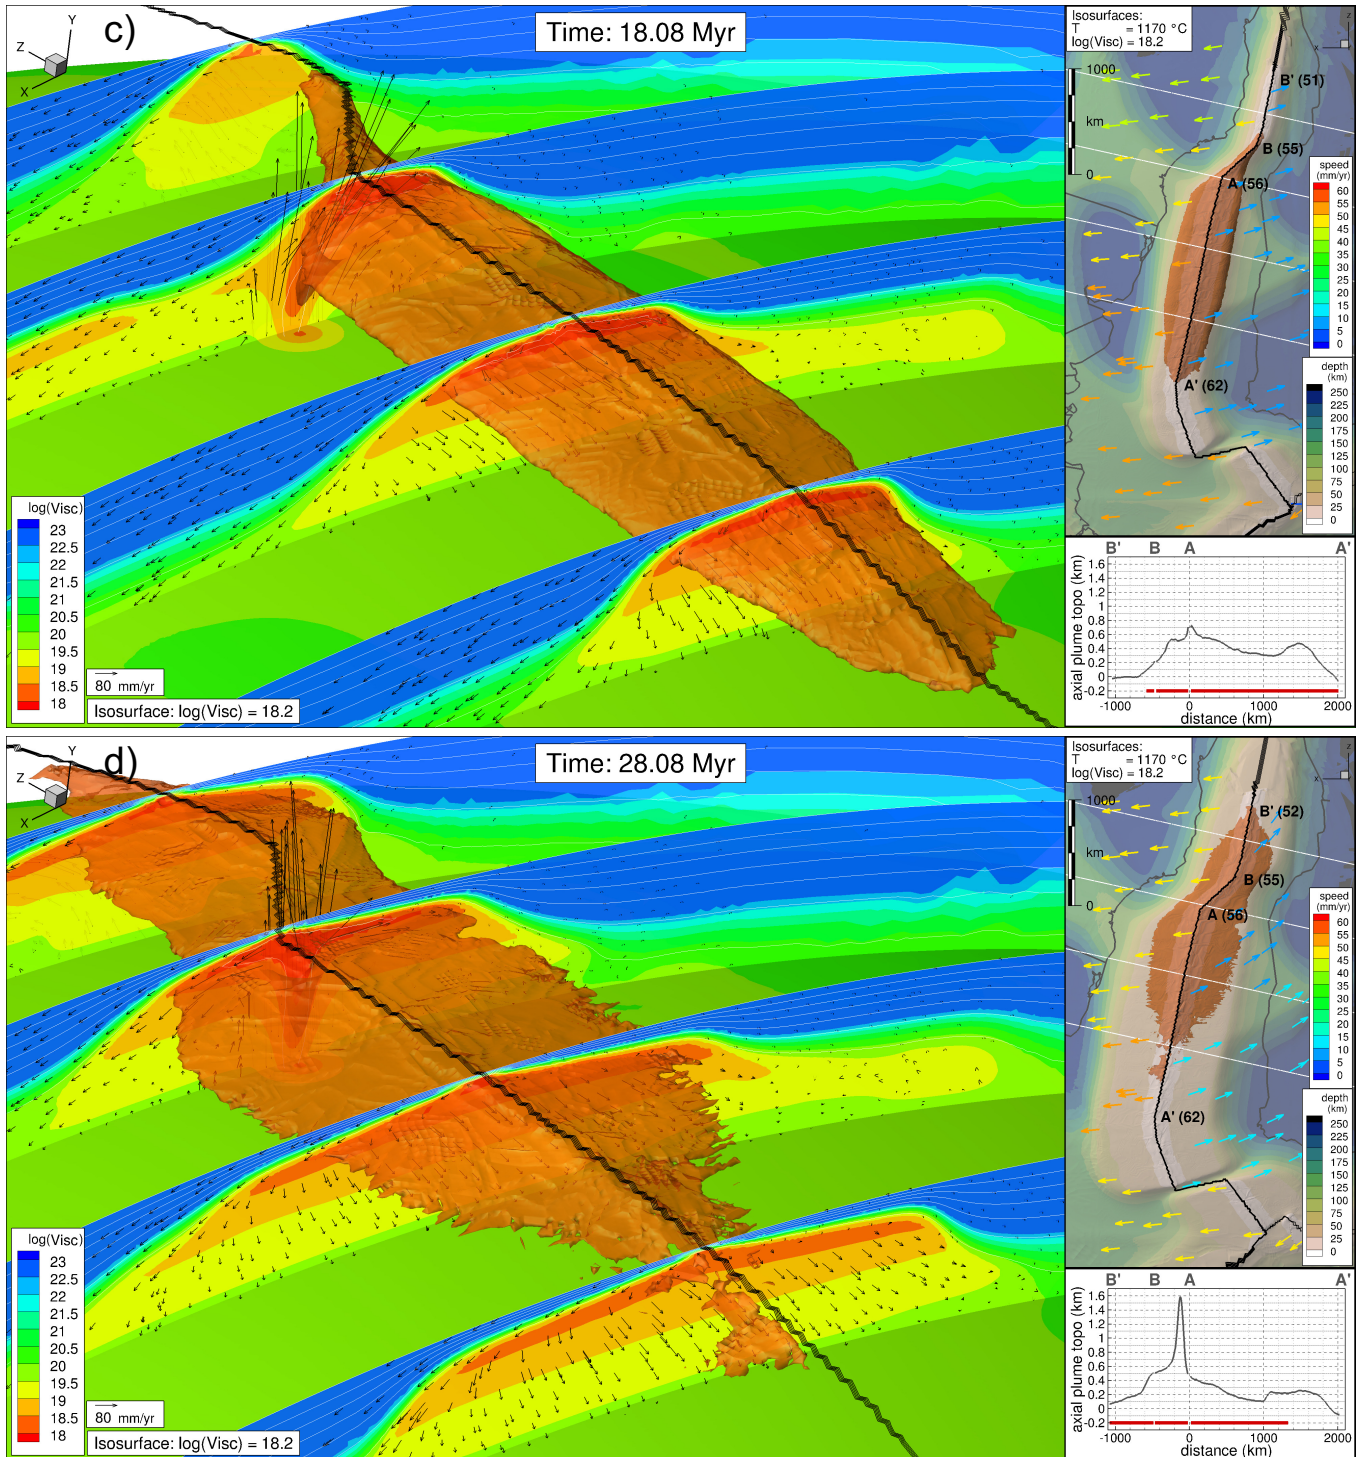 c)
Time: 18.08 Myr
Y
Z
X
log(Visc)
23
22.5
22
21.5
21
20.5
20
19.5
19
18.5
18
80 mm/yr
Isosurface: log(Visc) = 18.2
Isosurfaces:
T = 1170 °C
log(Visc) = 18.2
1000
km
0
B' (51)
B (55)
A (56)
A' (62)
speed
(mm/yr)
60
55
50
45
40
35
30
25
20
15
10
5
0
depth
(km)
250
225
200
175
150
125
100
75
50
25
0
B' B A A'
axial plume topo (km)
1.6
1.4
1.2
1
0.8
0.6
0.4
0.2
0
-0.2
-1000 0 1000 2000
distance (km)
d)
Time: 28.08 Myr
Y
Z
X
log(Visc)
23
22.5
22
21.5
21
20.5
20
19.5
19
18.5
18
80 mm/yr
Isosurface: log(Visc) = 18.2
Isosurfaces:
T = 1170 °C
log(Visc) = 18.2
1000
km
0
B' (52)
B (55)
A (56)
A' (62)
speed
(mm/yr)
60
55
50
45
40
35
30
25
20
15
10
5
0
depth
(km)
250
225
200
175
150
125
100
75
50
25
0
B' B A A'
axial plume topo (km)
1.6
1.4
1.2
1
0.8
0.6
0.4
0.2
0
-0.2
-1000 0 1000 2000
distance (km)